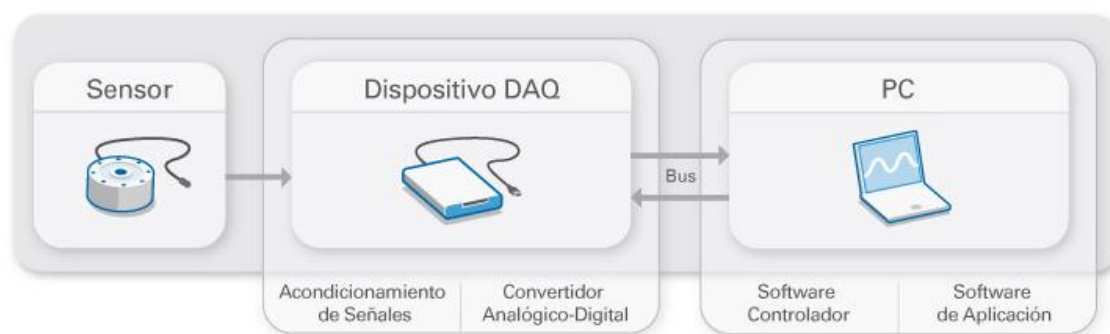 Sensor
Dispositivo DAQ
PC
Bus
Acondicionamiento
de Señales
Convertidor
Analógico-Digital
Software
Controlador
Software
de Aplicación